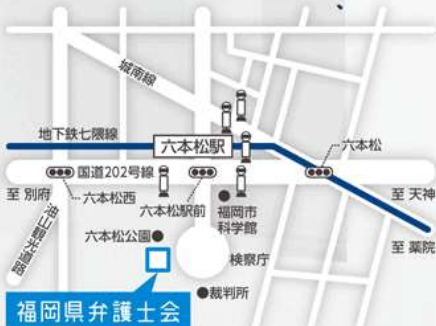 城南線
地下鉄七隈線
六本松駅
六本松
国道202号線
至 別府
六本松西
六本松駅前
福岡市
科学館
至 天神
油山観光道路
六本松公園
検察庁
至 薬院
裁判所
福岡県弁護士会